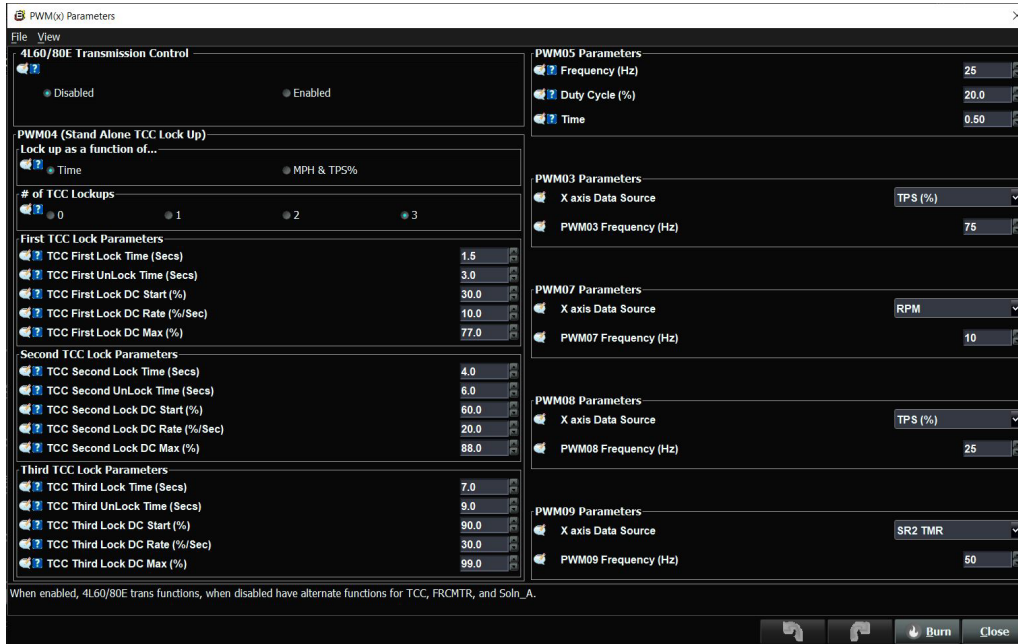 PWM(x) Parameters
File View
4L60/80E Transmission Control
Disabled
Enabled
PWM04 (Stand Alone TCC Lock Up)
Lock up as a function of...
Time
MPH & TPS%
# of TCC Lockups
0
1
2
3
First TCC Lock Parameters
TCC First Lock Time (Secs) 1.5
TCC First UnLock Time (Secs) 3.0
TCC First Lock DC Start (%) 30.0
TCC First Lock DC Rate (%/Sec) 10.0
TCC First Lock DC Max (%) 77.0
Second TCC Lock Parameters
TCC Second Lock Time (Secs) 4.0
TCC Second UnLock Time (Secs) 6.0
TCC Second Lock DC Start (%) 60.0
TCC Second Lock DC Rate (%/Sec) 20.0
TCC Second Lock DC Max (%) 88.0
Third TCC Lock Parameters
TCC Third Lock Time (Secs) 7.0
TCC Third UnLock Time (Secs) 9.0
TCC Third Lock DC Start (%) 90.0
TCC Third Lock DC Rate (%/Sec) 30.0
TCC Third Lock DC Max (%) 99.0
PWM05 Parameters
Frequency (Hz) 25
Duty Cycle (%) 20.0
Time 0.50
PWM03 Parameters
X axis Data Source TPS (%)
PWM03 Frequency (Hz) 75
PWM07 Parameters
X axis Data Source RPM
PWM07 Frequency (Hz) 10
PWM08 Parameters
X axis Data Source TPS (%)
PWM08 Frequency (Hz) 25
PWM09 Parameters
X axis Data Source SR2 TMR
PWM09 Frequency (Hz) 50
When enabled, 4L60/80E trans functions, when disabled have alternate functions for TCC, FRCMTR, and Soln_A.
Burn
Close